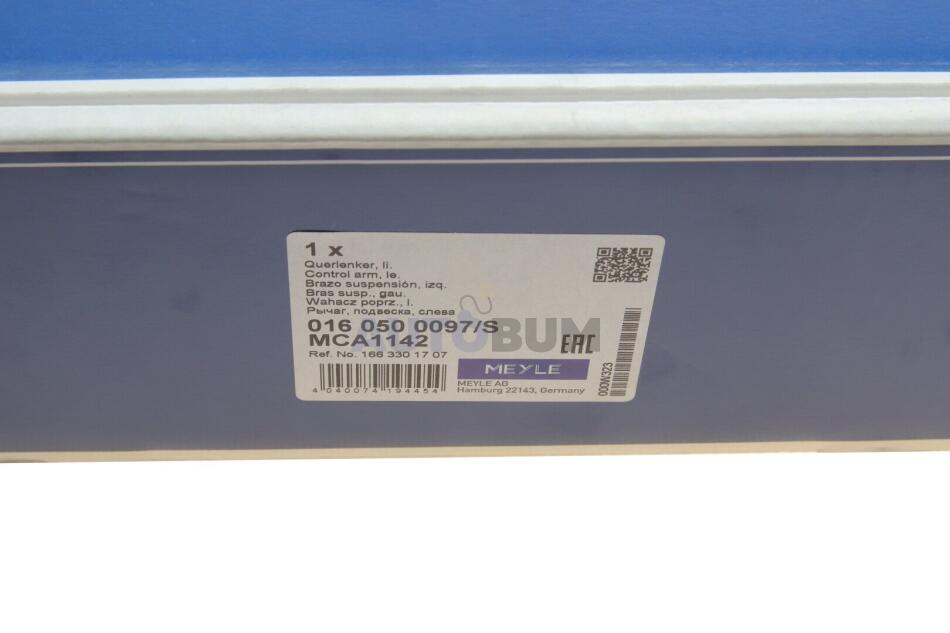 1 x
Querlenker, li.
Control arm, le.
Brazo suspensión, izq.
Bras susp., gau.
Wahacz poprz., l.
Рычаг, подвеска, слева
016 050 0097/S
MCA1142
Ref. No. 166 330 17 07
4 040074 194454
EAC
MEYLE
MEYLE AG
Hamburg 22143, Germany
000W323
AUTOBUM